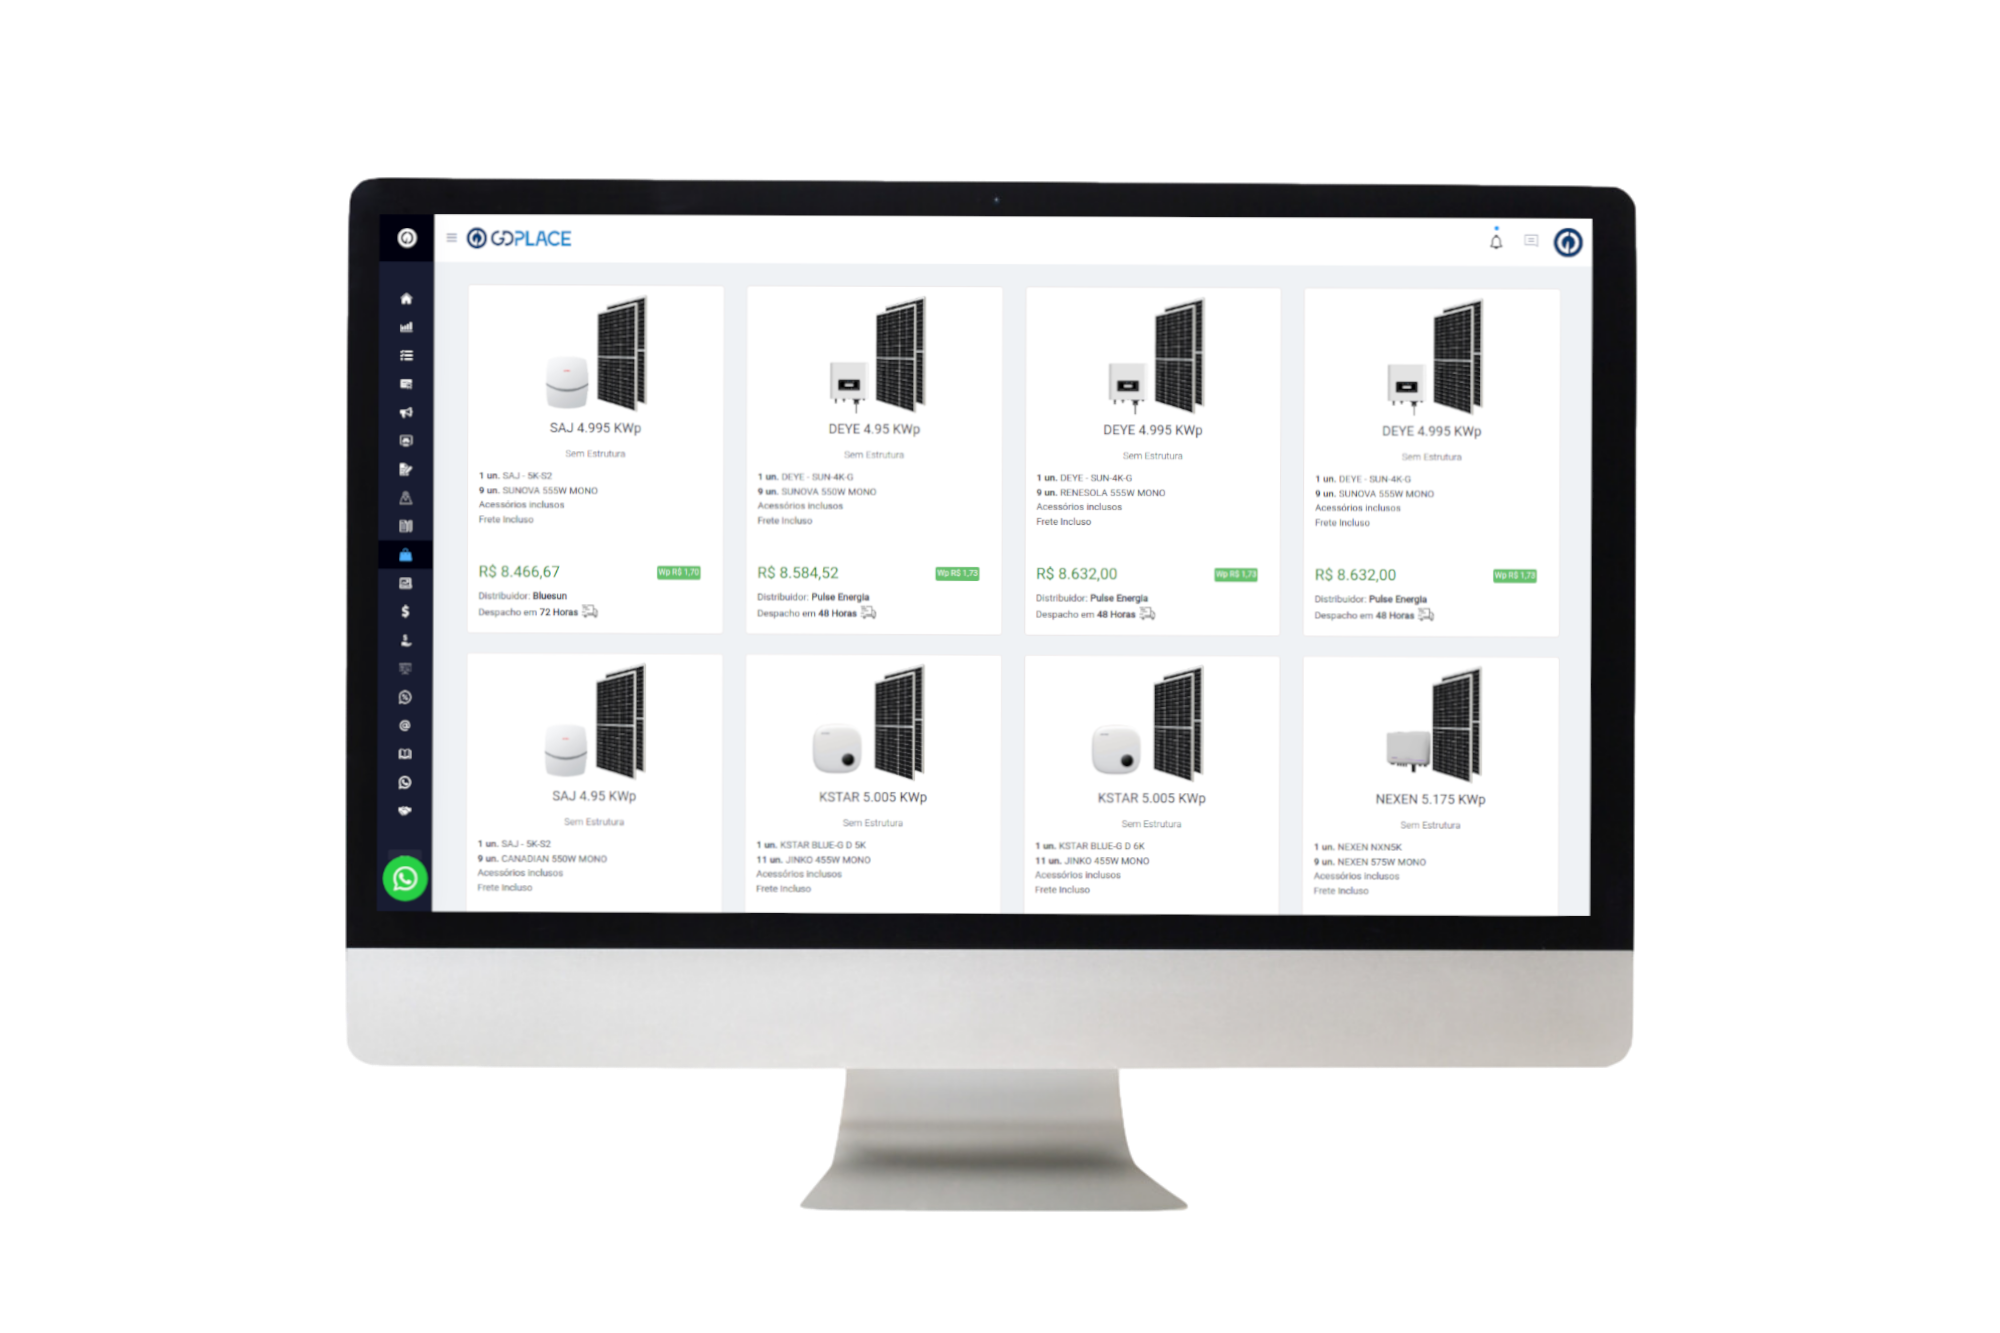 GDPLACE
SAJ 4.995 KWp
Sem Estrutura
1 un. SAJ - 5K-S2
9 un. SUNOVA 555W MONO
Acessórios inclusos
Frete Incluso
R$ 8.466,67
Wp R$ 1,70
Distribuidor: Bluesun
Despacho em 72 Horas
DEYE 4.95 KWp
Sem Estrutura
1 un. DEYE - SUN-4K-G
9 un. SUNOVA 550W MONO
Acessórios inclusos
Frete Incluso
R$ 8.584,52
Wp R$ 1,73
Distribuidor: Pulse Energia
Despacho em 48 Horas
DEYE 4.995 KWp
Sem Estrutura
1 un. DEYE - SUN-4K-G
9 un. RENESOLA 555W MONO
Acessórios inclusos
Frete Incluso
R$ 8.632,00
Wp R$ 1,73
Distribuidor: Pulse Energia
Despacho em 48 Horas
DEYE 4.995 KWp
Sem Estrutura
1 un. DEYE - SUN-4K-G
9 un. SUNOVA 555W MONO
Acessórios inclusos
Frete Incluso
R$ 8.632,00
Wp R$ 1,73
Distribuidor: Pulse Energia
Despacho em 48 Horas
SAJ 4.95 KWp
Sem Estrutura
1 un. SAJ - 5K-S2
9 un. CANADIAN 550W MONO
Acessórios inclusos
Frete Incluso
KSTAR 5.005 KWp
Sem Estrutura
1 un. KSTAR BLUE-G D 5K
11 un. JINKO 455W MONO
Acessórios inclusos
Frete Incluso
KSTAR 5.005 KWp
Sem Estrutura
1 un. KSTAR BLUE-G D 6K
11 un. JINKO 455W MONO
Acessórios inclusos
Frete Incluso
NEXEN 5.175 KWp
Sem Estrutura
1 un. NEXEN NXN5K
9 un. NEXEN 575W MONO
Acessórios inclusos
Frete Incluso